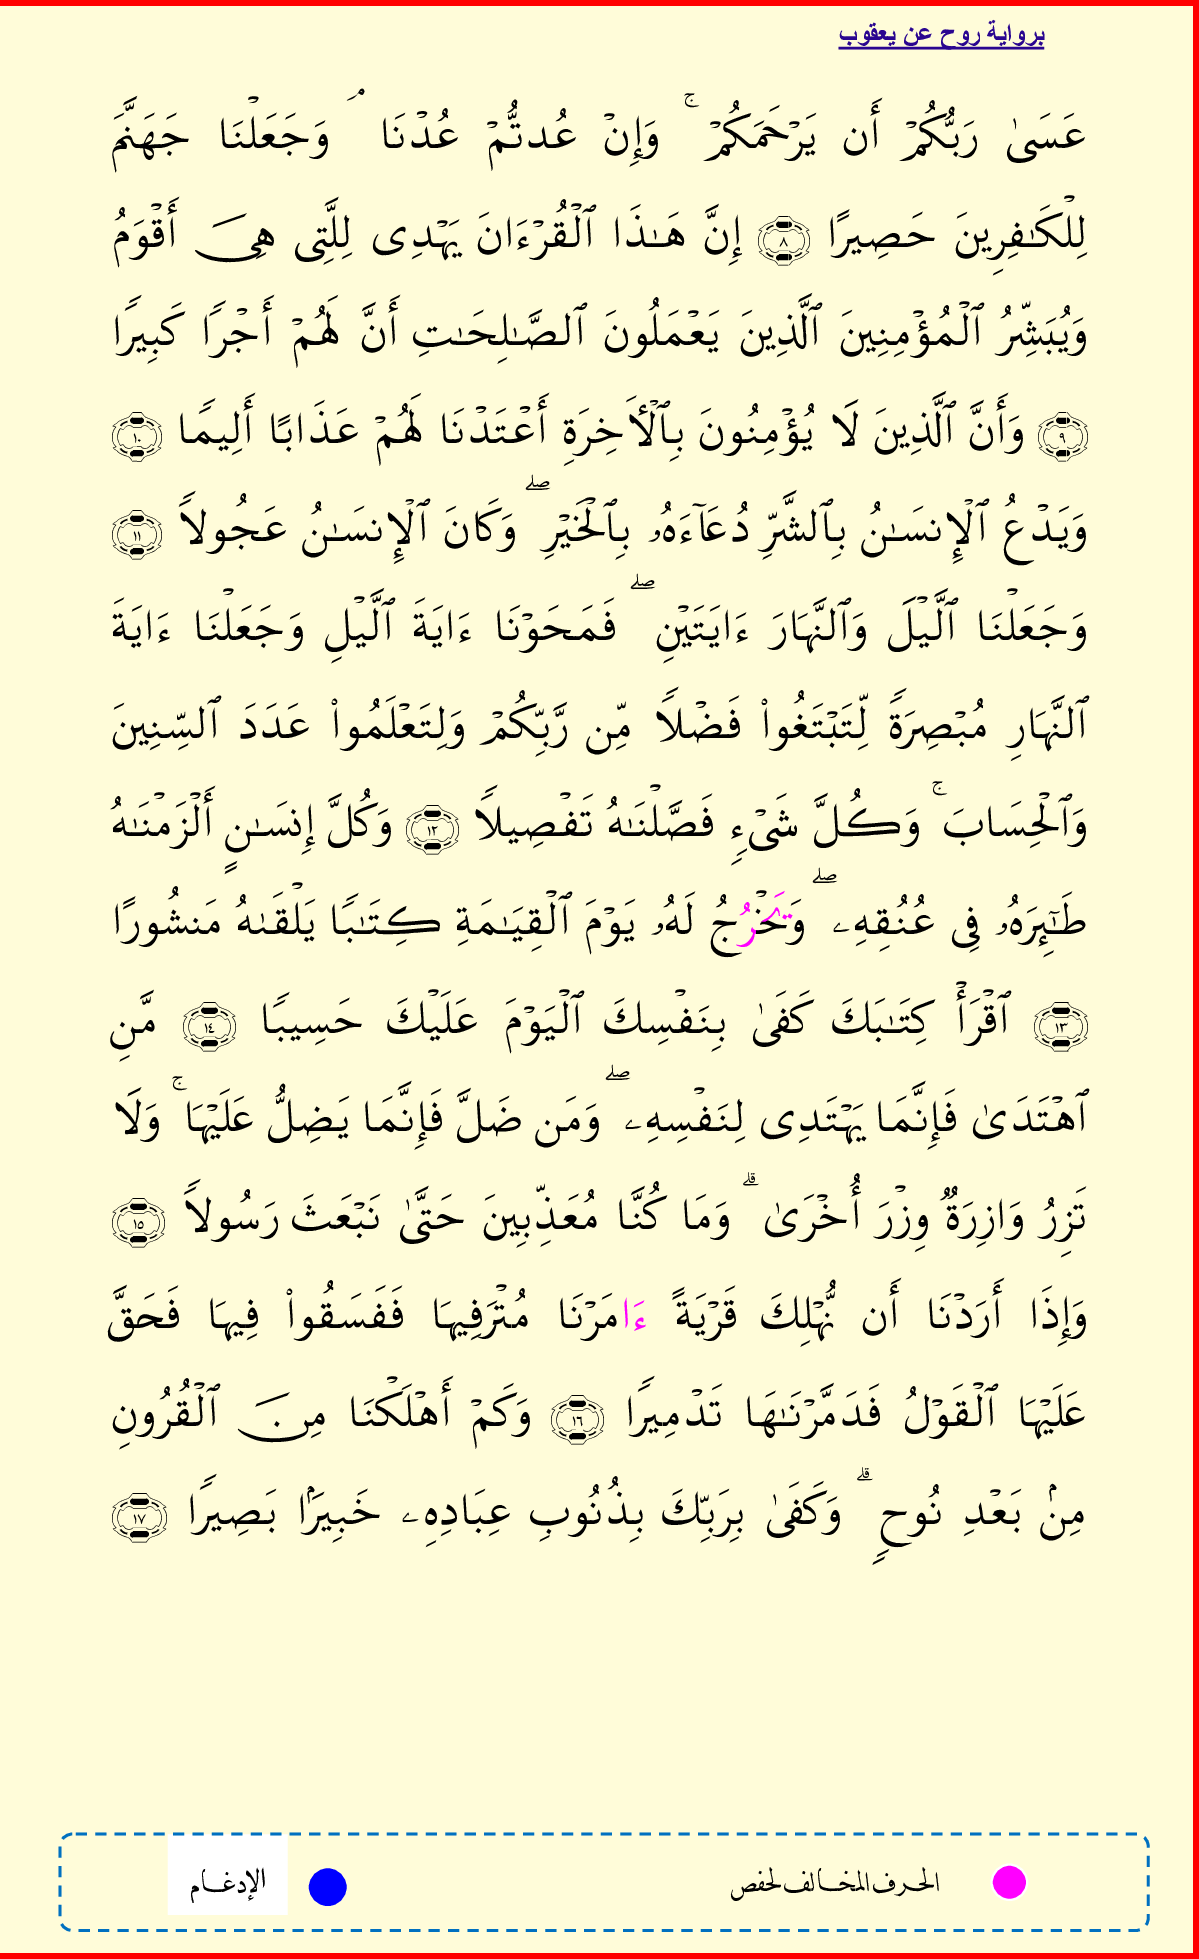 برواية روح عن يعقوب
عَسَىٰ رَبُّكُمْ أَن يَرْحَمَكُمْ ۚ وَإِنْ عُدتُّمْ عُدْنَا ۘ وَجَعَلْنَا جَهَنَّمَ
لِلْكَـٰفِرِينَ حَصِيرًا ٨ إِنَّ هَـٰذَا ٱلْقُرْءَانَ يَهْدِى لِلَّتِى هِىَ أَقْوَمُ
وَيُبَشِّرُ ٱلْمُؤْمِنِينَ ٱلَّذِينَ يَعْمَلُونَ ٱلصَّـٰلِحَـٰتِ أَنَّ لَهُمْ أَجْرًا كَبِيرًا
٩ وَأَنَّ ٱلَّذِينَ لَا يُؤْمِنُونَ بِٱلْـَٔاخِرَةِ أَعْتَدْنَا لَهُمْ عَذَابًا أَلِيمًا ١٠
وَيَدْعُ ٱلْإِنسَـٰنُ بِٱلشَّرِّ دُعَآءَهُۥ بِٱلْخَيْرِ ۖ وَكَانَ ٱلْإِنسَـٰنُ عَجُولاً ١١
وَجَعَلْنَا ٱلَّيْلَ وَٱلنَّهَارَ ءَايَتَيْنِ ۖ فَمَحَوْنَا ءَايَةَ ٱلَّيْلِ وَجَعَلْنَا ءَايَةَ
ٱلنَّهَارِ مُبْصِرَةً لِّتَبْتَغُوا۟ فَضْلاً مِّن رَّبِّكُمْ وَلِتَعْلَمُوا۟ عَدَدَ ٱلسِّنِينَ
وَٱلْحِسَابَ ۚ وَكُلَّ شَىْءٍ فَصَّلْنَـٰهُ تَفْصِيلاً ١٢ وَكُلَّ إِنسَـٰنٍ أَلْزَمْنَـٰهُ
طَـٰٓئِرَهُۥ فِى عُنُقِهِۦ ۖ وَيَخْرُجُ لَهُۥ يَوْمَ ٱلْقِيَـٰمَةِ كِتَـٰبًا يَلْقَىٰهُ مَنشُورًا
١٣ ٱقْرَأْ كِتَـٰبَكَ كَفَىٰ بِنَفْسِكَ ٱلْيَوْمَ عَلَيْكَ حَسِيبًا ١٤ مَّنِ
ٱهْتَدَىٰ فَإِنَّمَا يَهْتَدِى لِنَفْسِهِۦ ۖ وَمَن ضَلَّ فَإِنَّمَا يَضِلُّ عَلَيْهَا ۚ وَلَا
تَزِرُ وَازِرَةٌ وِزْرَ أُخْرَىٰ ۗ وَمَا كُنَّا مُعَذِّبِينَ حَتَّىٰ نَبْعَثَ رَسُولاً ١٥
وَإِذَا أَرَدْنَا أَن نُّهْلِكَ قَرْيَةً ءَامَرْنَا مُتْرَفِيهَا فَفَسَقُوا۟ فِيهَا فَحَقَّ
عَلَيْهَا ٱلْقَوْلُ فَدَمَّرْنَـٰهَا تَدْمِيرًا ١٦ وَكَمْ أَهْلَكْنَا مِنَ ٱلْقُرُونِ
مِنۢ بَعْدِ نُوحٍ ۗ وَكَفَىٰ بِرَبِّكَ بِذُنُوبِ عِبَادِهِۦ خَبِيرًۢا بَصِيرًا ١٧
الحرف المخالف لحفص
الإدغام